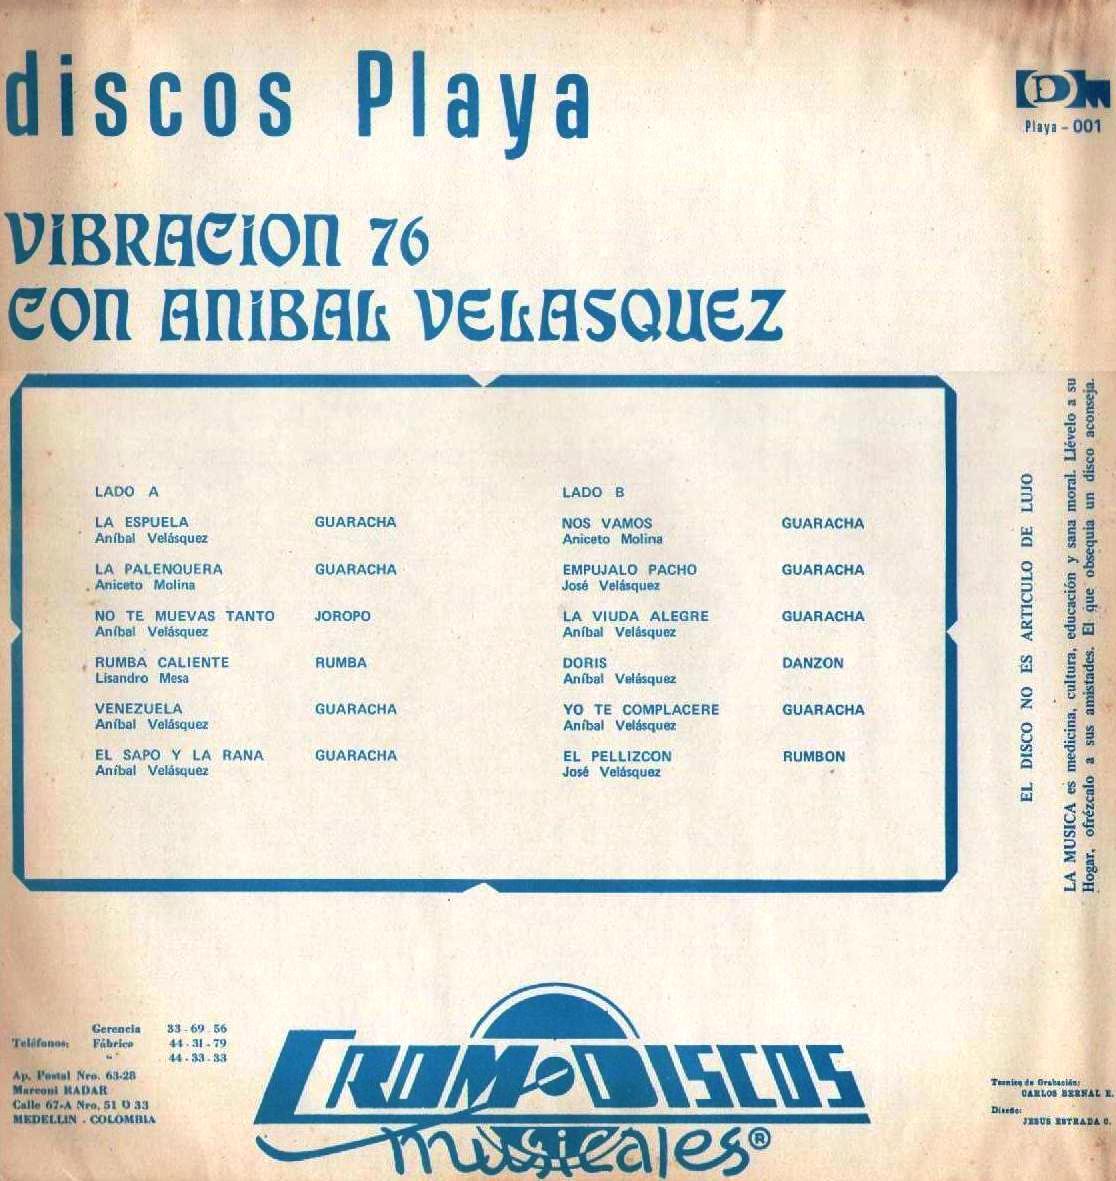 discos Playa
Playa - 001
VIBRACION 76
CON ANIBAL VELASQUEZ
LADO A
LA ESPUELA GUARACHA
Aníbal Velásquez
LA PALENQUERA GUARACHA
Aniceto Molina
NO TE MUEVAS TANTO JOROPO
Aníbal Velásquez
RUMBA CALIENTE RUMBA
Lisandro Mesa
VENEZUELA GUARACHA
Aníbal Velásquez
EL SAPO Y LA RANA GUARACHA
Aníbal Velásquez
LADO B
NOS VAMOS GUARACHA
Aniceto Molina
EMPUJALO PACHO GUARACHA
José Velásquez
LA VIUDA ALEGRE GUARACHA
Aníbal Velásquez
DORIS DANZON
Aníbal Velásquez
YO TE COMPLACERE GUARACHA
Aníbal Velásquez
EL PELLIZCON RUMBON
José Velásquez
EL DISCO NO ES ARTICULO DE LUJO
LA MUSICA es medicina, cultura, educación y sana moral. Llévelo a su
Hogar, ofrézcalo a sus amistades. El que obsequia un disco aconseja.
Gerencia 33-69-56
Teléfonos: Fábrica 44-31-79
" 44-33-33
Ap. Postal Nro. 63-28
Marconi RADAR
Calle 67-A Nro. 51 D 33
MEDELLIN - COLOMBIA
CROM-DISCOS
musicales®
Tecnico de Grabación:
CARLOS BERNAL E.
Diseño:
JESUS ESTRADA C.